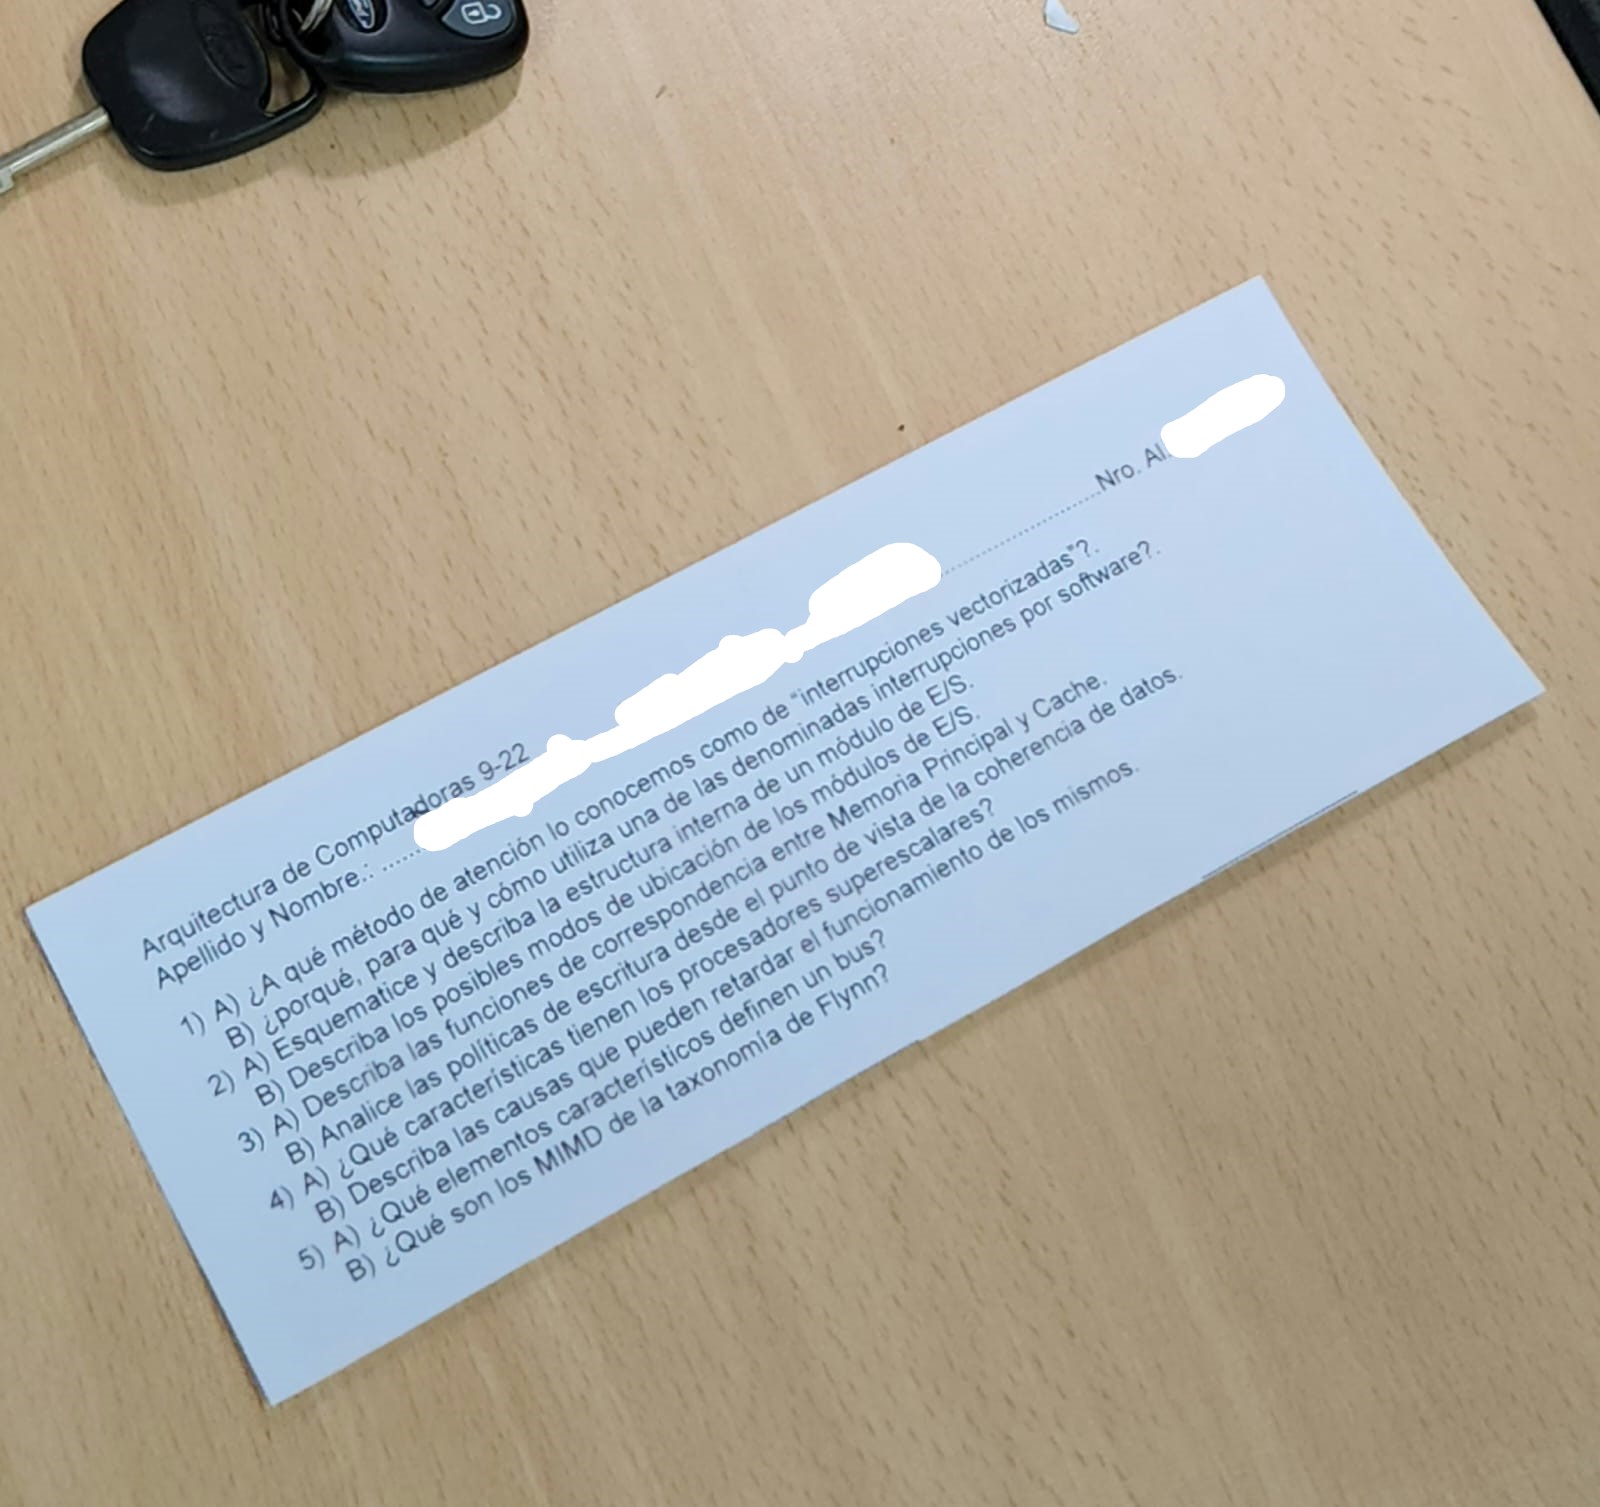 Arquitectura de Computadoras 9-22
Apellido y Nombre.: ...... ..............................Nro. Al.
1) A) ¿A qué método de atención lo conocemos como de “interrupciones vectorizadas”?.
B) ¿porqué, para qué y cómo utiliza una de las denominadas interrupciones por software?.
2) A) Esquematice y describa la estructura interna de un módulo de E/S.
B) Describa los posibles modos de ubicación de los módulos de E/S.
3) A) Describa las funciones de correspondencia entre Memoria Principal y Cache.
B) Analice las políticas de escritura desde el punto de vista de la coherencia de datos.
4) A) ¿Qué características tienen los procesadores superescalares?
B) Describa las causas que pueden retardar el funcionamiento de los mismos.
5) A) ¿Qué elementos característicos definen un bus?
B) ¿Qué son los MIMD de la taxonomía de Flynn?